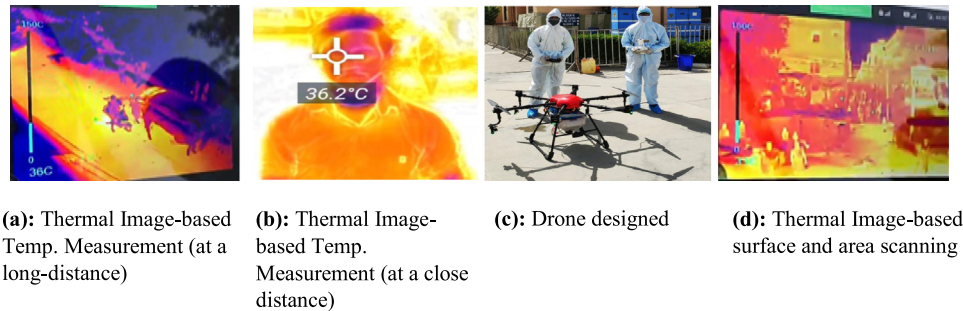 150C
0
36C
36.2°C
(a): Thermal Image-based
Temp. Measurement (at a
long-distance)
(b): Thermal Image-
based Temp.
Measurement (at a close
distance)
(c): Drone designed
(d): Thermal Image-based
surface and area scanning